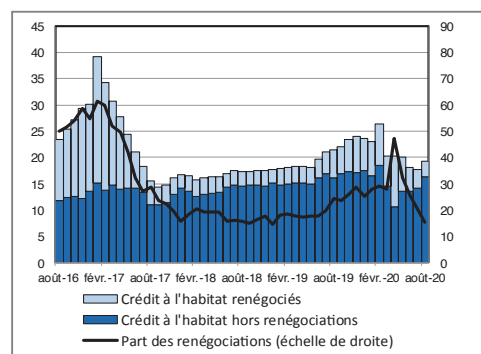 45 90
40 80
35 70
30 60
25 50
20 40
15 30
10 20
5 10
0 0
août-16 févr.-17 août-17 févr.-18 août-18 févr.-19 août-19 févr.-20 août-20
Crédit à l'habitat renégociés
Crédit à l'habitat hors renégociations
Part des renégociations (échelle de droite)